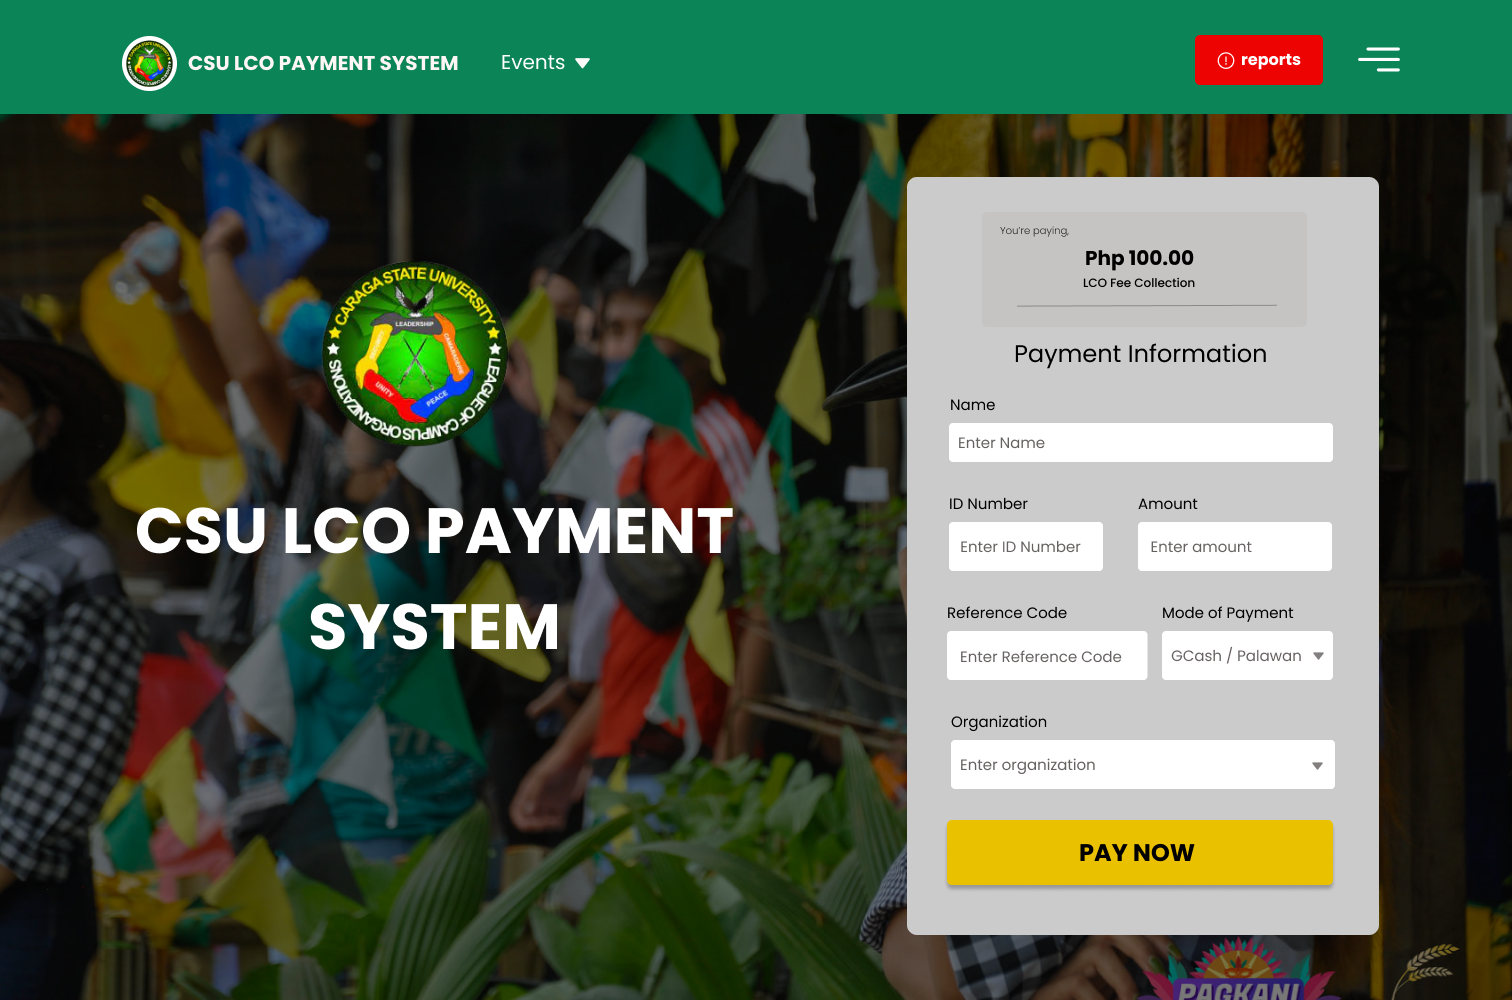 CSU LCO PAYMENT SYSTEM
Events
reports
You're paying,
Php 100.00
LCO Fee Collection
Payment Information
Name
Enter Name
ID Number
Amount
Enter ID Number
Enter amount
Reference Code
Mode of Payment
Enter Reference Code
GCash / Palawan
Organization
Enter organization
PAY NOW
CARAGA STATE UNIVERSITY
LEAGUE OF CAMPUS ORGANIZATIONS
LEADERSHIP
CAMARADERIE
PEACE
UNITY
CSU LCO PAYMENT
SYSTEM
PAGKANI